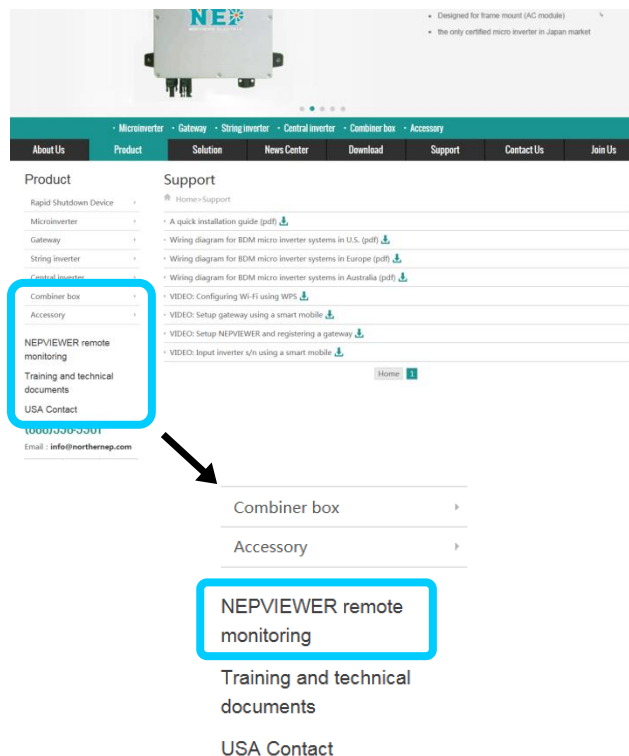 NEP
• Designed for frame mount (AC module)
• the only certified micro inverter in Japan market
· Microinverter · Gateway · String inverter · Central inverter · Combiner box · Accessory
About Us Product Solution News Center Download Support Contact Us Join Us
Product
Rapid Shutdown Device
Microinverter
Gateway
String inverter
Central inverter
Combiner box
Accessory
NEPVIEWER remote
monitoring
Training and technical
documents
USA Contact
Email : info@northernep.com
Support
Home»Support
A quick installation guide (pdf)
Wiring diagram for BDM micro inverter systems in U.S. (pdf)
Wiring diagram for BDM micro inverter systems in Europe (pdf)
Wiring diagram for BDM micro inverter systems in Australia (pdf)
VIDEO: Configuring Wi-Fi using WPS
VIDEO: Setup gateway using a smart mobile
VIDEO: Setup NEPVIEWER and registering a gateway
VIDEO: Input inverter s/n using a smart mobile
Home 1
Combiner box
Accessory
NEPVIEWER remote
monitoring
Training and technical
documents
USA Contact